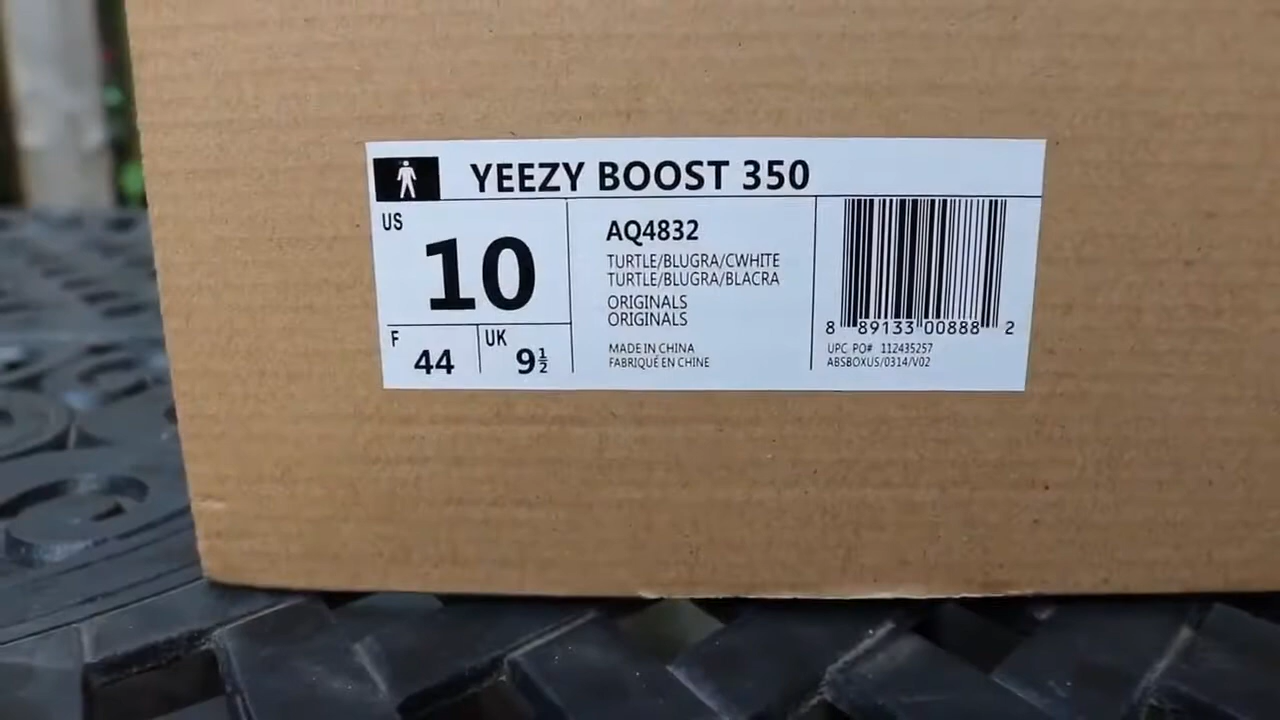 YEEZY BOOST 350
US
10
F
44
UK
9½
AQ4832
TURTLE/BLUGRA/CWHITE
TURTLE/BLUGRA/BLACRA
ORIGINALS
ORIGINALS
MADE IN CHINA
FABRIQUÉ EN CHINE
8 89133 00888 2
UPC PO# 112435257
ABSBOXUS/0314/V02